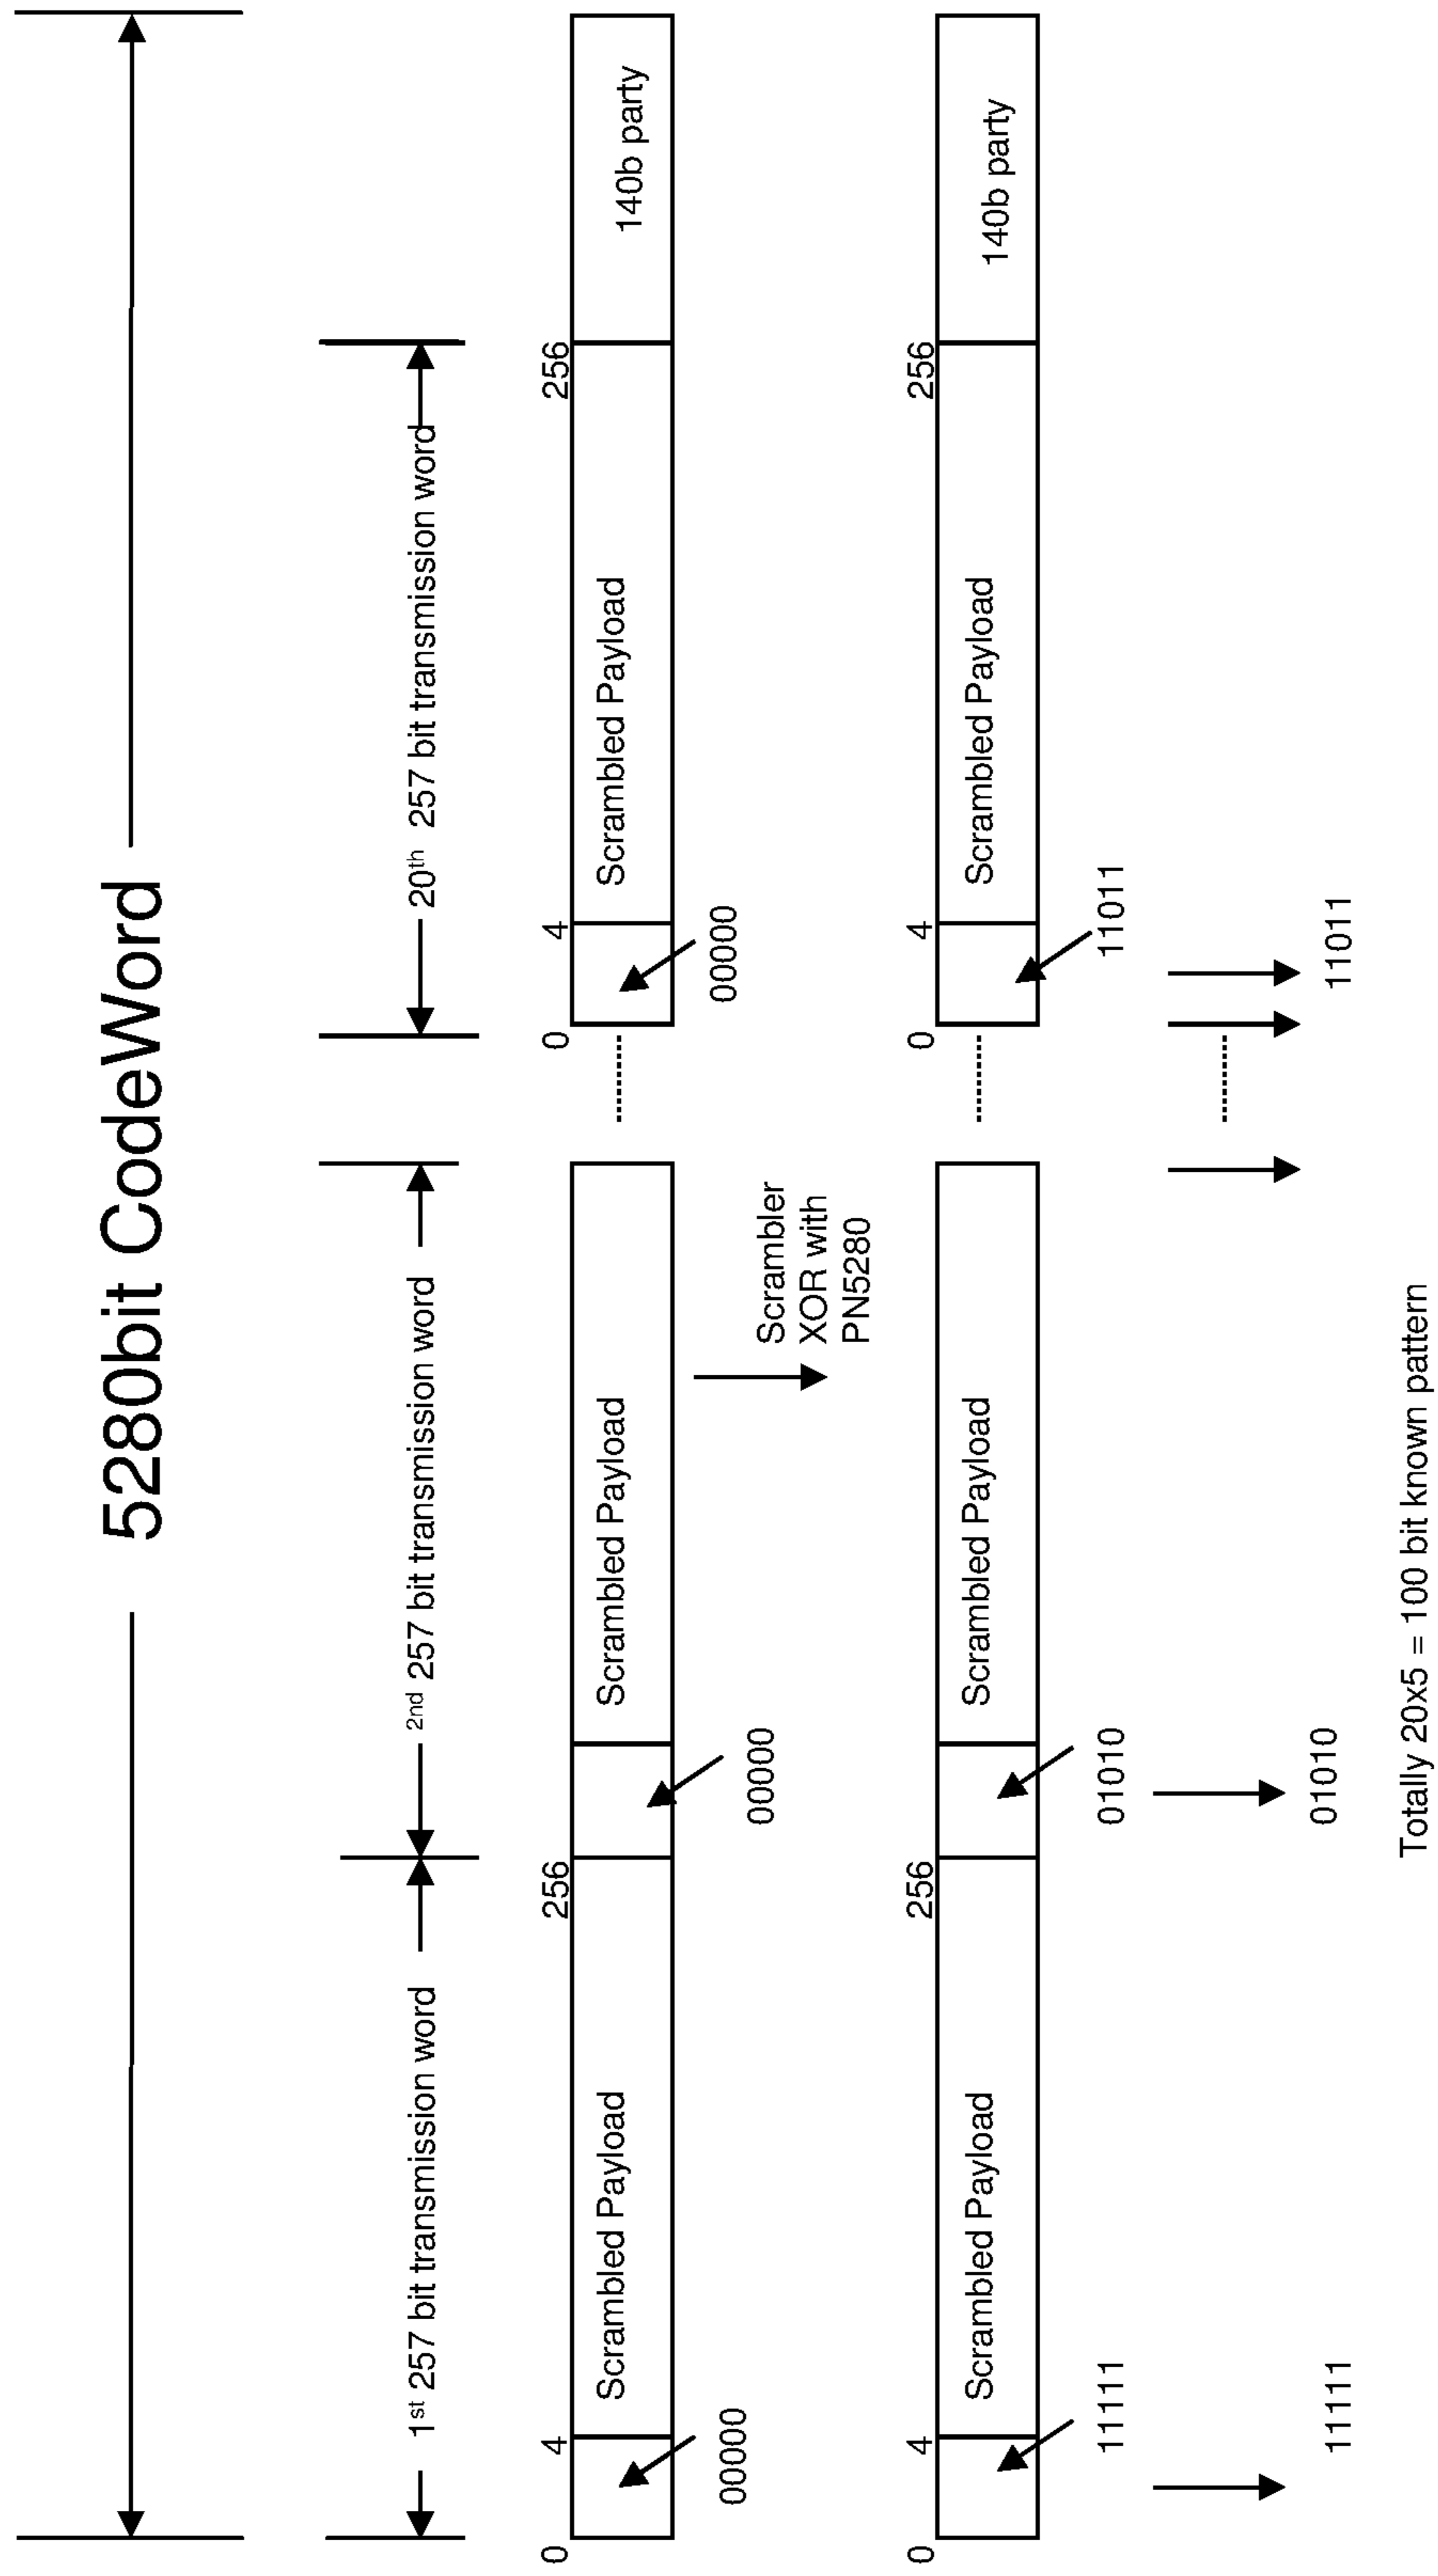 5280bit CodeWord
1st 257 bit transmission word
2nd 257 bit transmission word
20th 257 bit transmission word
0
4
256
0
4
256
Scrambled Payload
Scrambled Payload
Scrambled Payload
140b party
00000
00000
00000
Scrambler
XOR with
PN5280
0
4
256
0
4
256
Scrambled Payload
Scrambled Payload
Scrambled Payload
140b party
11111
01010
11011
11111
01010
11011
Totally 20x5 = 100 bit known pattern